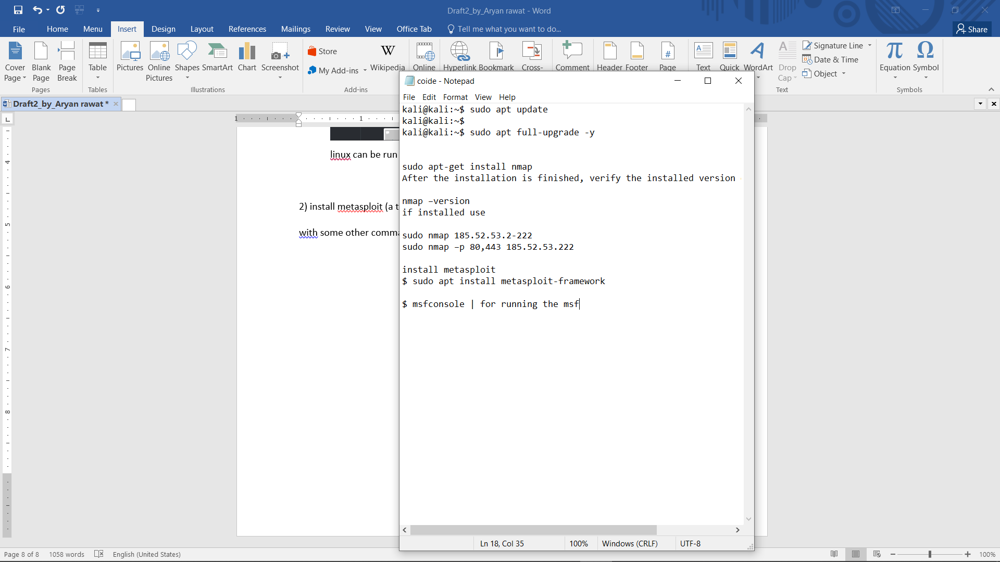 Draft2_by_Aryan rawat - Word
File Home Menu Insert Design Layout References Mailings Review View Office Tab Tell me what you want to do... Share
Cover Page
Blank Page
Page Break
Pages
Table
Tables
Pictures
Online Pictures
Shapes
SmartArt
Chart
Screenshot
Illustrations
Store
My Add-ins
Wikipedia
Add-ins
Online
Hyperlink
Bookmark
Cross-
Comment
Header
Footer
Page
Text
Quick
WordArt
Drop Cap
Signature Line
Date & Time
Object
Text
Equation
Symbol
Symbols
Draft2_by_Aryan rawat *
1 1
4
5
6
7
8
linux can be run
2) install metasploit (a t
with some other comma
coide - Notepad
File Edit Format View Help
kali@kali:~$ sudo apt update
kali@kali:~$
kali@kali:~$ sudo apt full-upgrade -y
sudo apt-get install nmap
After the installation is finished, verify the installed version
nmap –version
if installed use
sudo nmap 185.52.53.2-222
sudo nmap –p 80,443 185.52.53.222
install metasploit
$ sudo apt install metasploit-framework
$ msfconsole | for running the msf
Ln 18, Col 35 100% Windows (CRLF) UTF-8
Page 8 of 8 1058 words English (United States) 100%